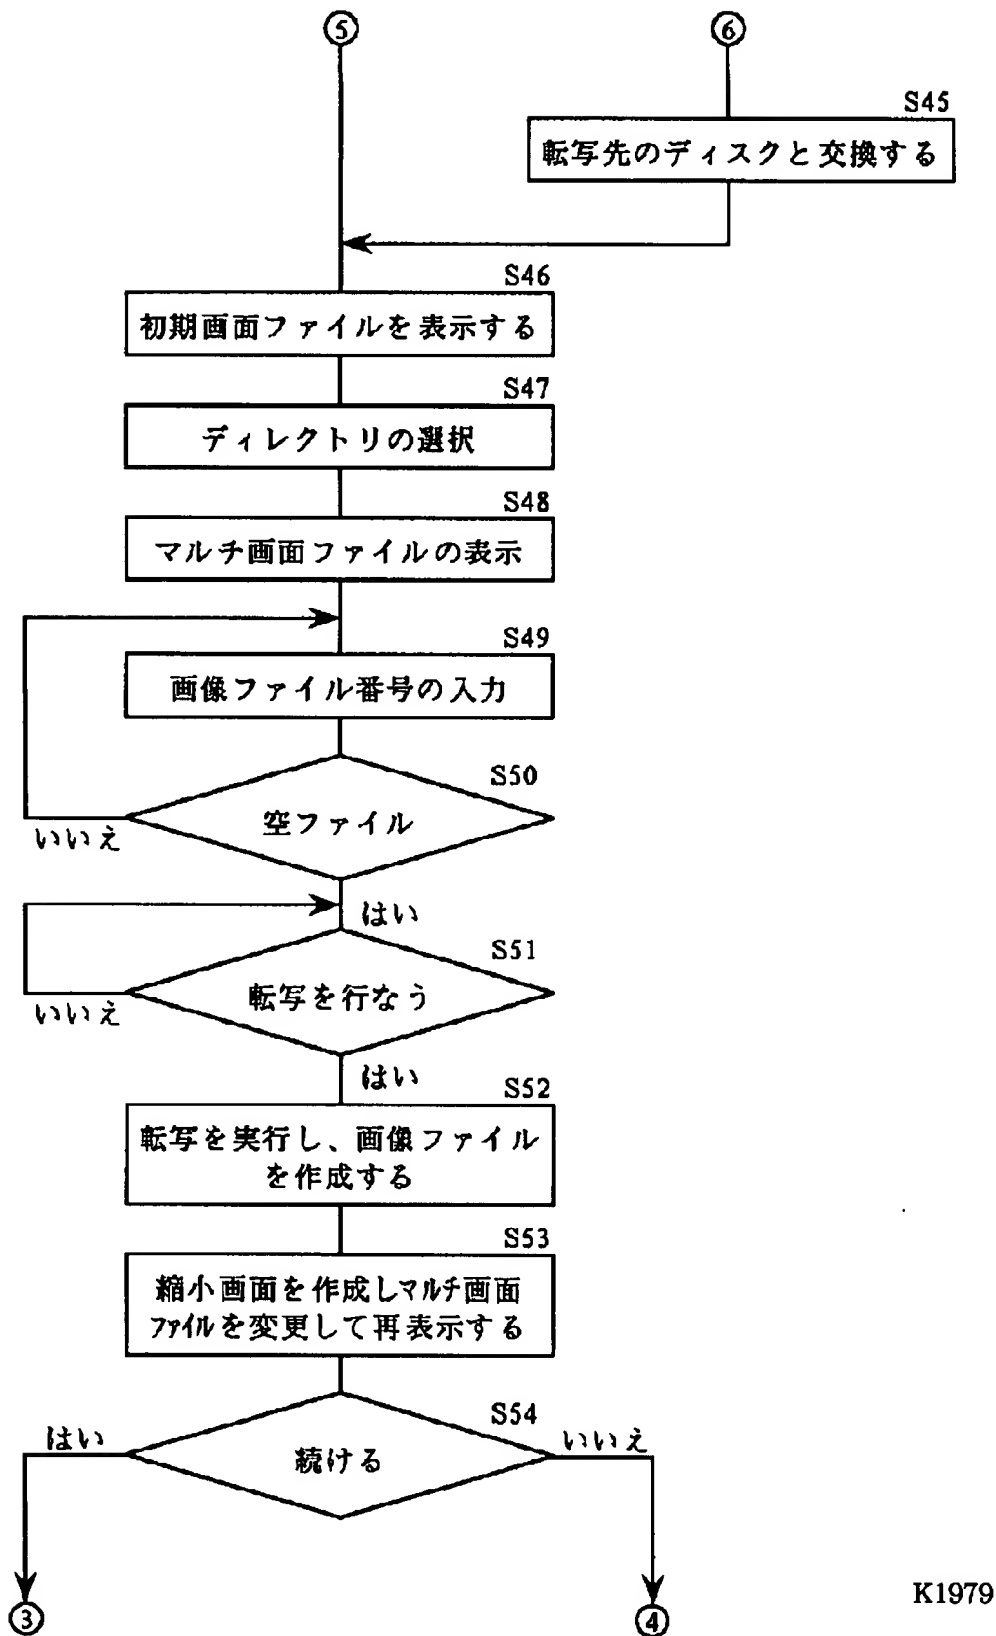 ⑤
⑥
S45
転写先のディスクと交換する
S46
初期画面ファイルを表示する
S47
ディレクトリの選択
S48
マルチ画面ファイルの表示
S49
画像ファイル番号の入力
S50
空ファイル
いいえ
はい
S51
転写を行なう
いいえ
はい
S52
転写を実行し、画像ファイル
を作成する
S53
縮小画面を作成しマルチ画面
ファイルを変更して再表示する
S54
はい
続ける
いいえ
③
④
K1979